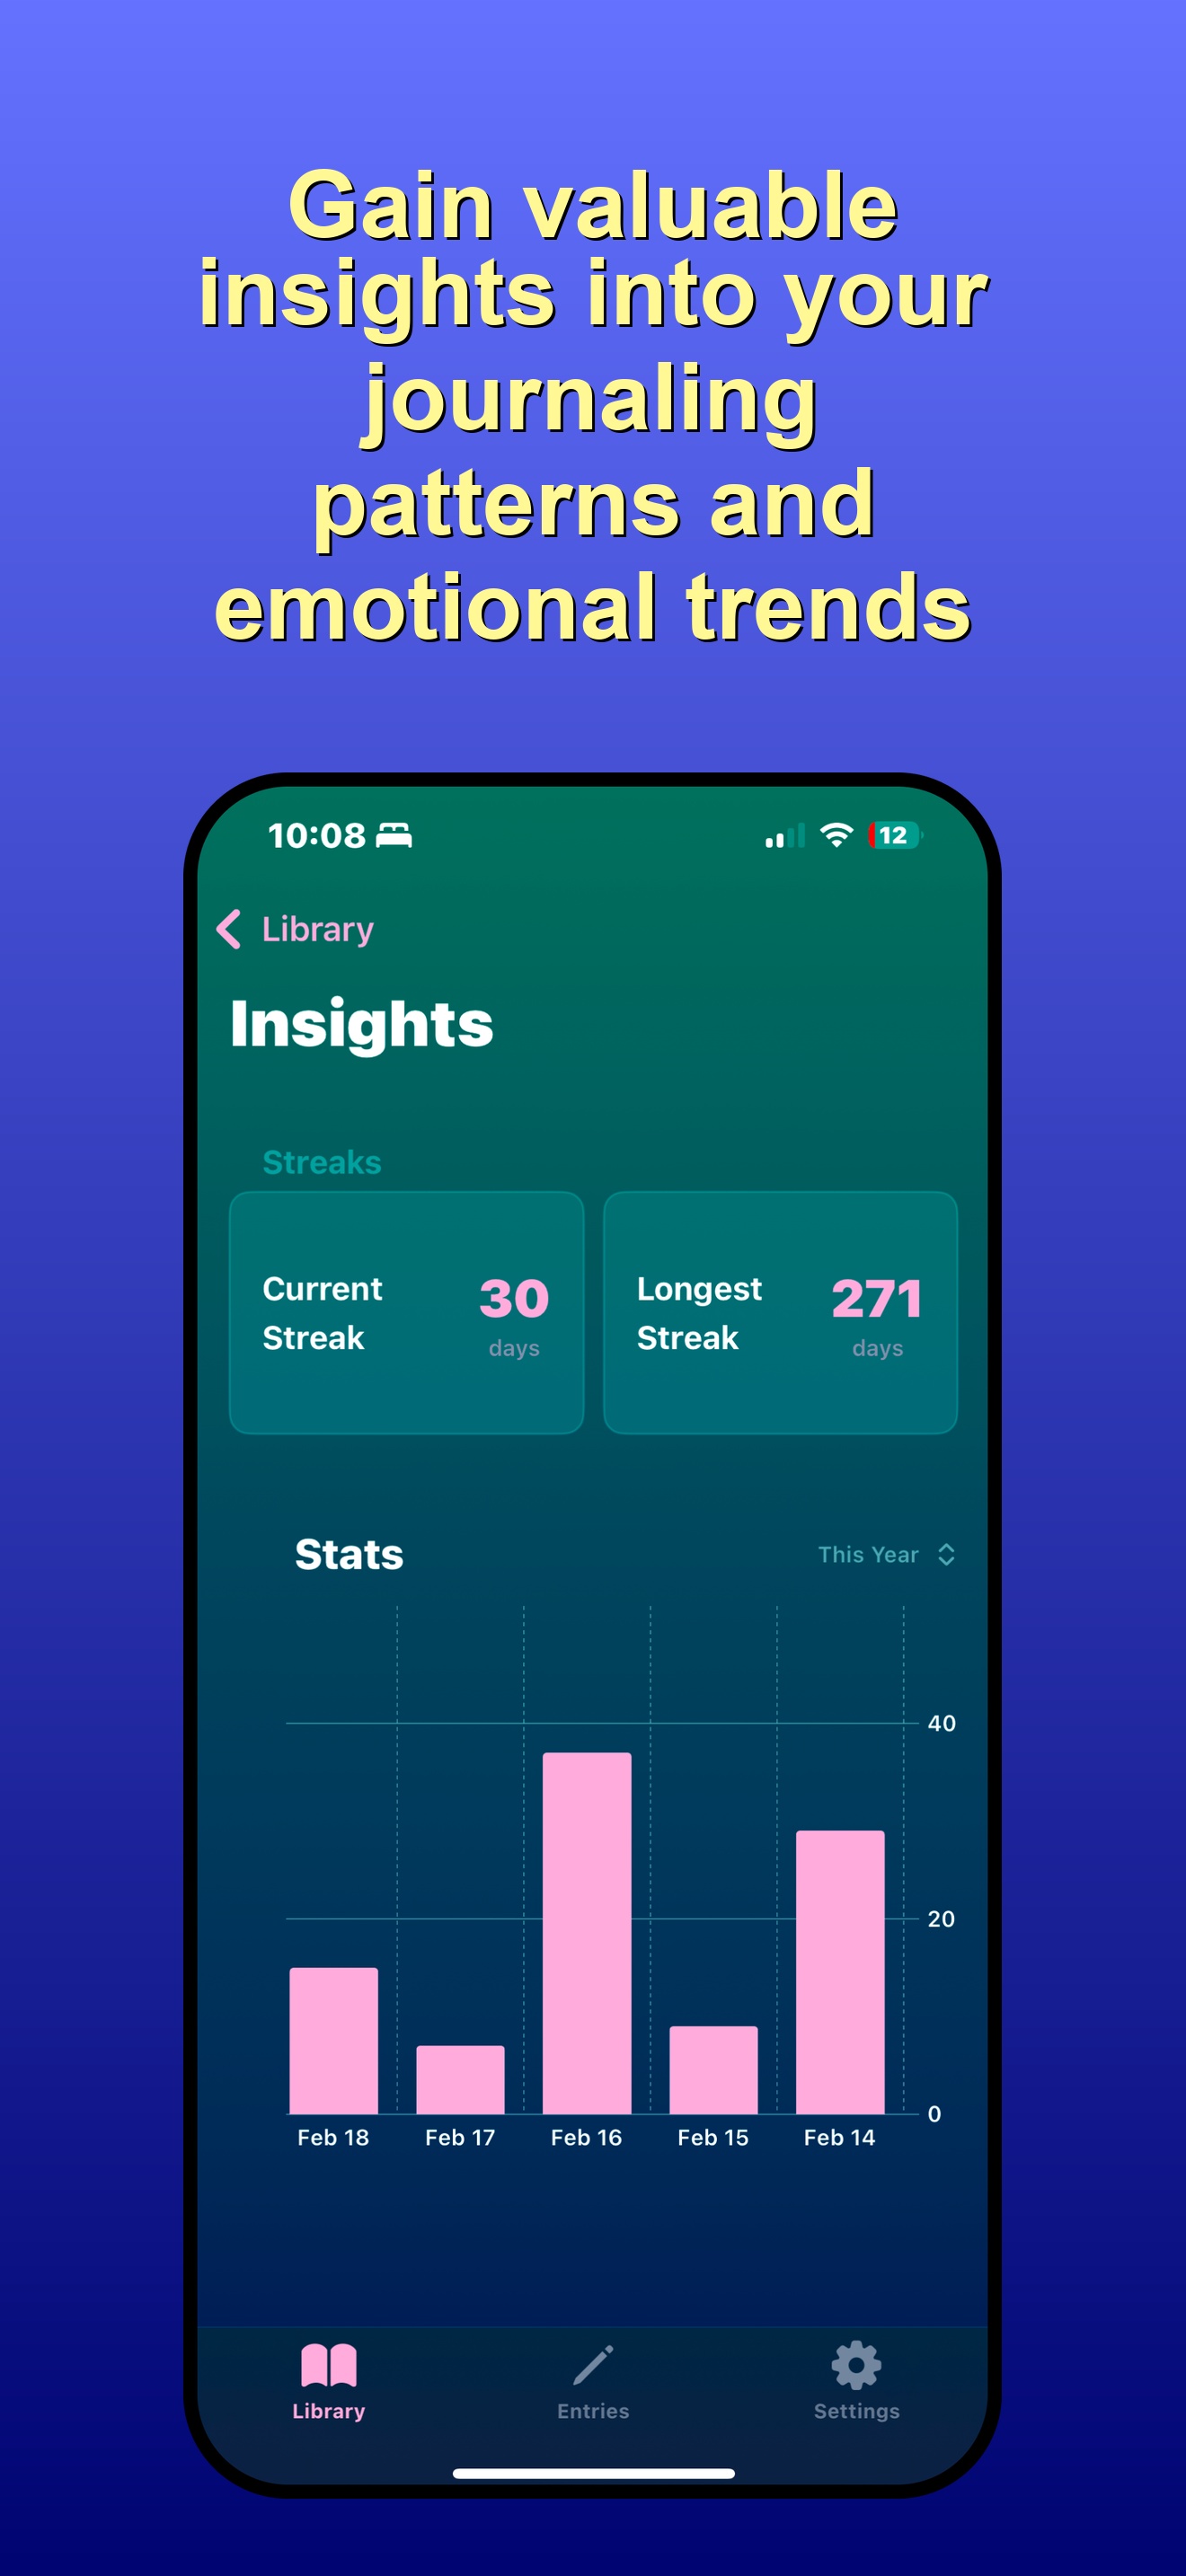 Gain valuable
insights into your
journaling
patterns and
emotional trends
10:08
12
Library
Insights
Streaks
Current
Streak
30
days
Longest
Streak
271
days
Stats
This Year
40
20
0
Feb 18
Feb 17
Feb 16
Feb 15
Feb 14
Library
Entries
Settings